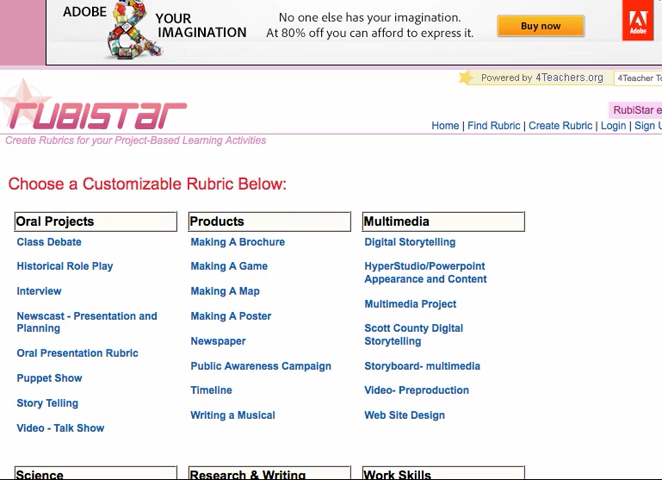 ADOBE & YOUR IMAGINATION
No one else has your imagination.
At 80% off you can afford to express it.
Buy now
Adobe
Powered by 4Teachers.org
4Teacher
RUBISTAR
RubiStar
Create Rubrics for your Project-Based Learning Activities
Home | Find Rubric | Create Rubric | Login | Sign
Choose a Customizable Rubric Below:
Oral Projects
Class Debate
Historical Role Play
Interview
Newscast - Presentation and
Planning
Oral Presentation Rubric
Puppet Show
Story Telling
Video - Talk Show
Products
Making A Brochure
Making A Game
Making A Map
Making A Poster
Newspaper
Public Awareness Campaign
Timeline
Writing a Musical
Multimedia
Digital Storytelling
HyperStudio/Powerpoint
Appearance and Content
Multimedia Project
Scott County Digital
Storytelling
Storyboard- multimedia
Video- Preproduction
Web Site Design
Science
Research & Writing
Work Skills